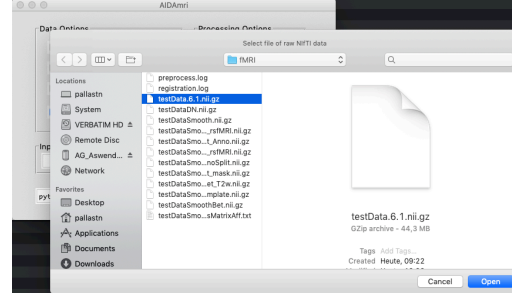 AIDAmri
Data Options
Processing Options
Select file of raw NIfTI data
fMRI
Locations
pallastn
System
VERBATIM HD
Remote Disc
AG_Aswend...
Network
Favorites
Desktop
pallastn
Applications
Documents
Downloads
preprocess.log
registration.log
testData.6.1.nii.gz
testDataDN.nii.gz
testDataSmooth.nii.gz
testDataSmo..._rsfMRI.nii.gz
testDataSmo...t_Anno.nii.gz
testDataSmo..._rsfMRI.nii.gz
testDataSmo...noSplit.nii.gz
testDataSmo...t_mask.nii.gz
testDataSmo...et_T2w.nii.gz
testDataSmo...mplate.nii.gz
testDataSmoothBet.nii.gz
testDataSmo...sMatrixAff.txt
testData.6.1.nii.gz
GZip archive - 44,3 MB
Tags Add Tags...
Created Heute, 09:22
Inp
pyt
Cancel
Open